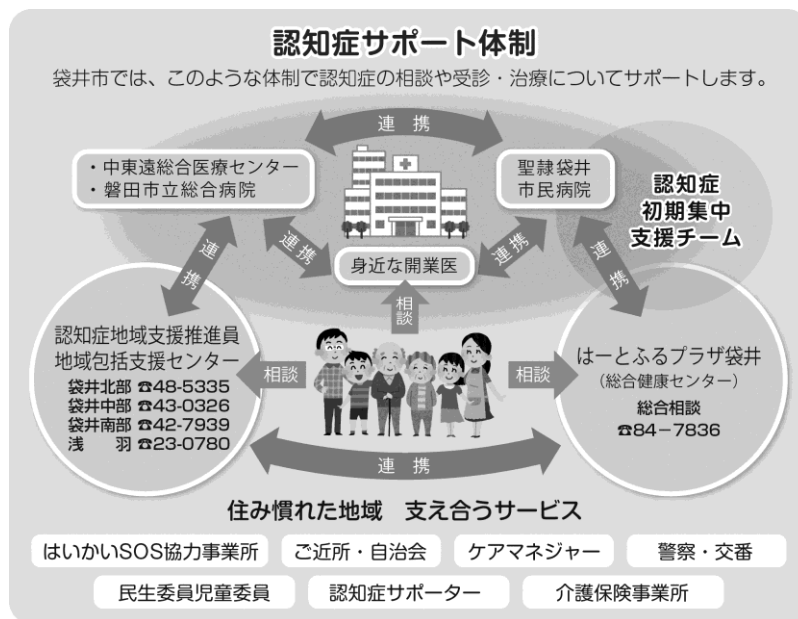 認知症サポート体制
袋井市では、このような体制で認知症の相談や受診・治療についてサポートします。
連携
・中東遠総合医療センター
・磐田市立総合病院
聖隷袋井
市民病院
認知症
初期集中
支援チーム
連携
連携
連携
連携
身近な開業医
相談
認知症地域支援推進員
地域包括支援センター
袋井北部 ☎48-5335
袋井中部 ☎43-0326
袋井南部 ☎42-7939
浅　羽 ☎23-0780
相談
相談
はーとふるプラザ袋井
（総合健康センター）
総合相談
☎84－7836
連携
住み慣れた地域　支え合うサービス
はいかいSOS協力事業所
ご近所・自治会
ケアマネジャー
警察・交番
民生委員児童委員
認知症サポーター
介護保険事業所